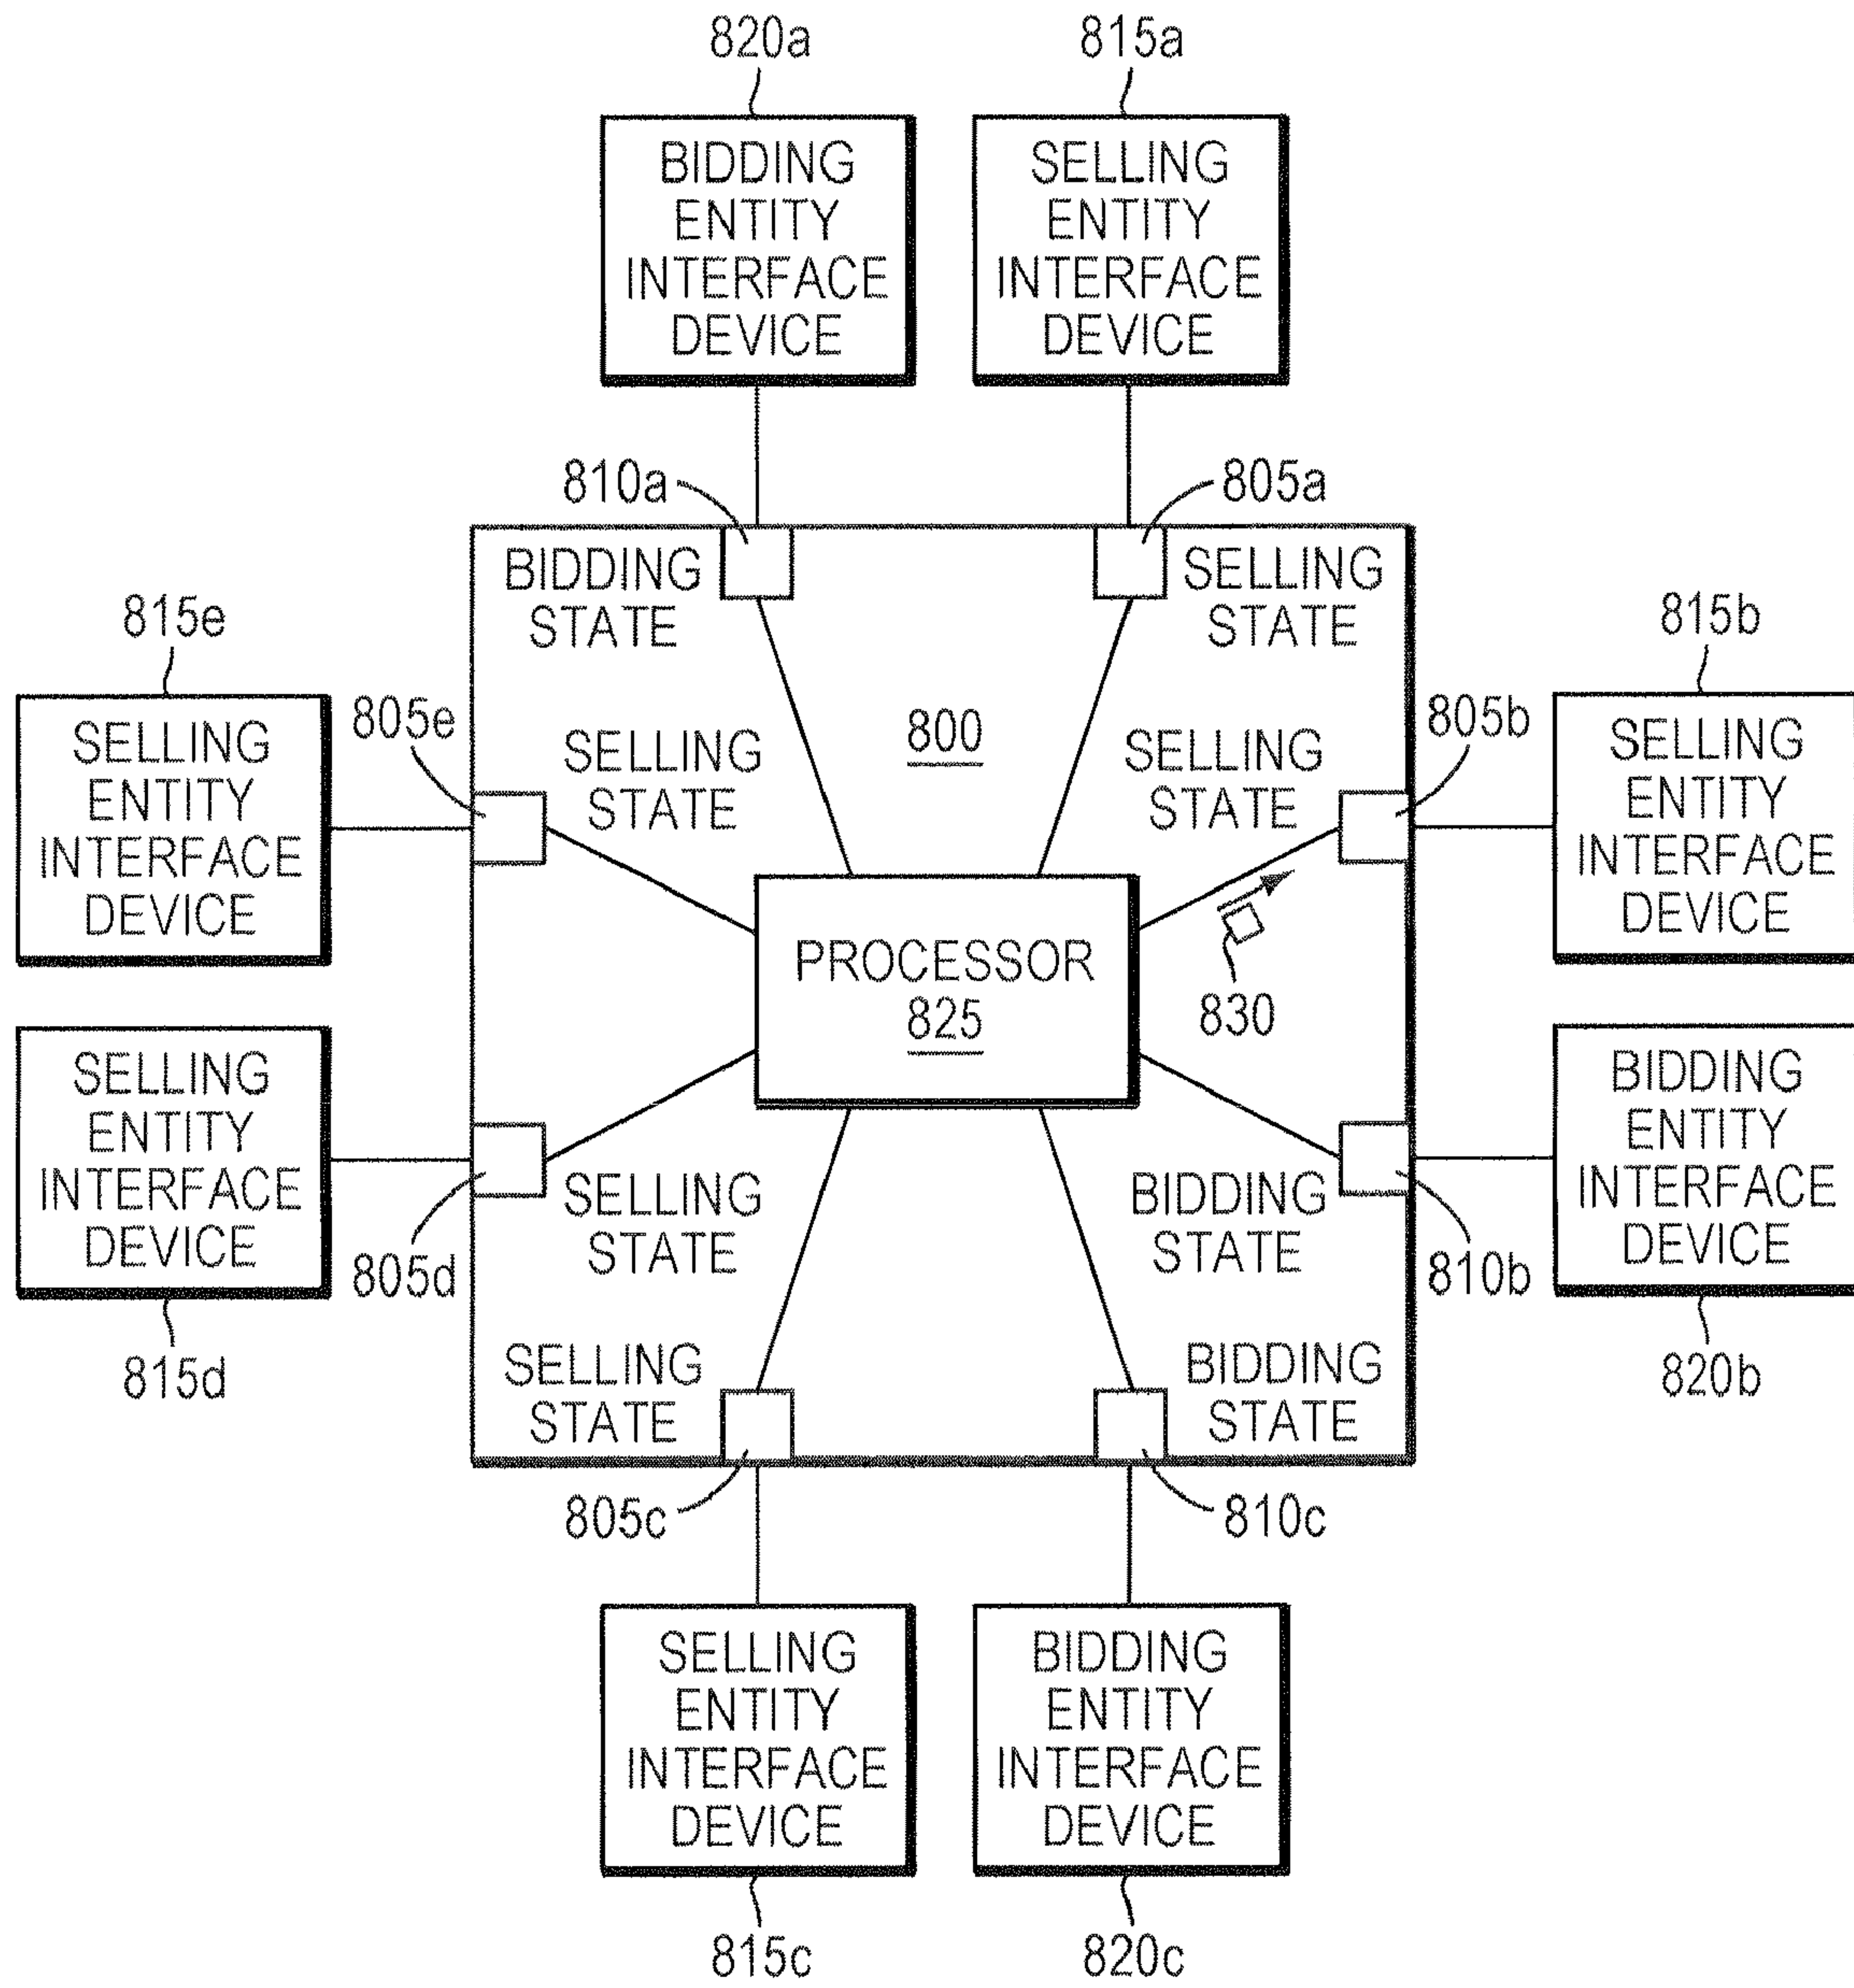 820a
815a
BIDDING
ENTITY
INTERFACE
DEVICE
SELLING
ENTITY
INTERFACE
DEVICE
810a
805a
BIDDING
STATE
SELLING
STATE
815e
815b
SELLING
ENTITY
INTERFACE
DEVICE
805e
SELLING
STATE
800
SELLING
STATE
805b
SELLING
ENTITY
INTERFACE
DEVICE
PROCESSOR
825
830
SELLING
ENTITY
INTERFACE
DEVICE
815d
805d
SELLING
STATE
BIDDING
STATE
810b
BIDDING
ENTITY
INTERFACE
DEVICE
820b
SELLING
STATE
BIDDING
STATE
805c
810c
SELLING
ENTITY
INTERFACE
DEVICE
BIDDING
ENTITY
INTERFACE
DEVICE
815c
820c